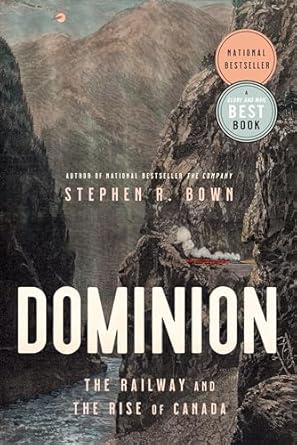 NATIONAL
BESTSELLER
A
GLOBE AND MAIL
BEST
BOOK
AUTHOR OF NATIONAL BESTSELLER THE COMPANY
STEPHEN R. BOWN
DOMINION
THE RAILWAY AND
THE RISE OF CANADA